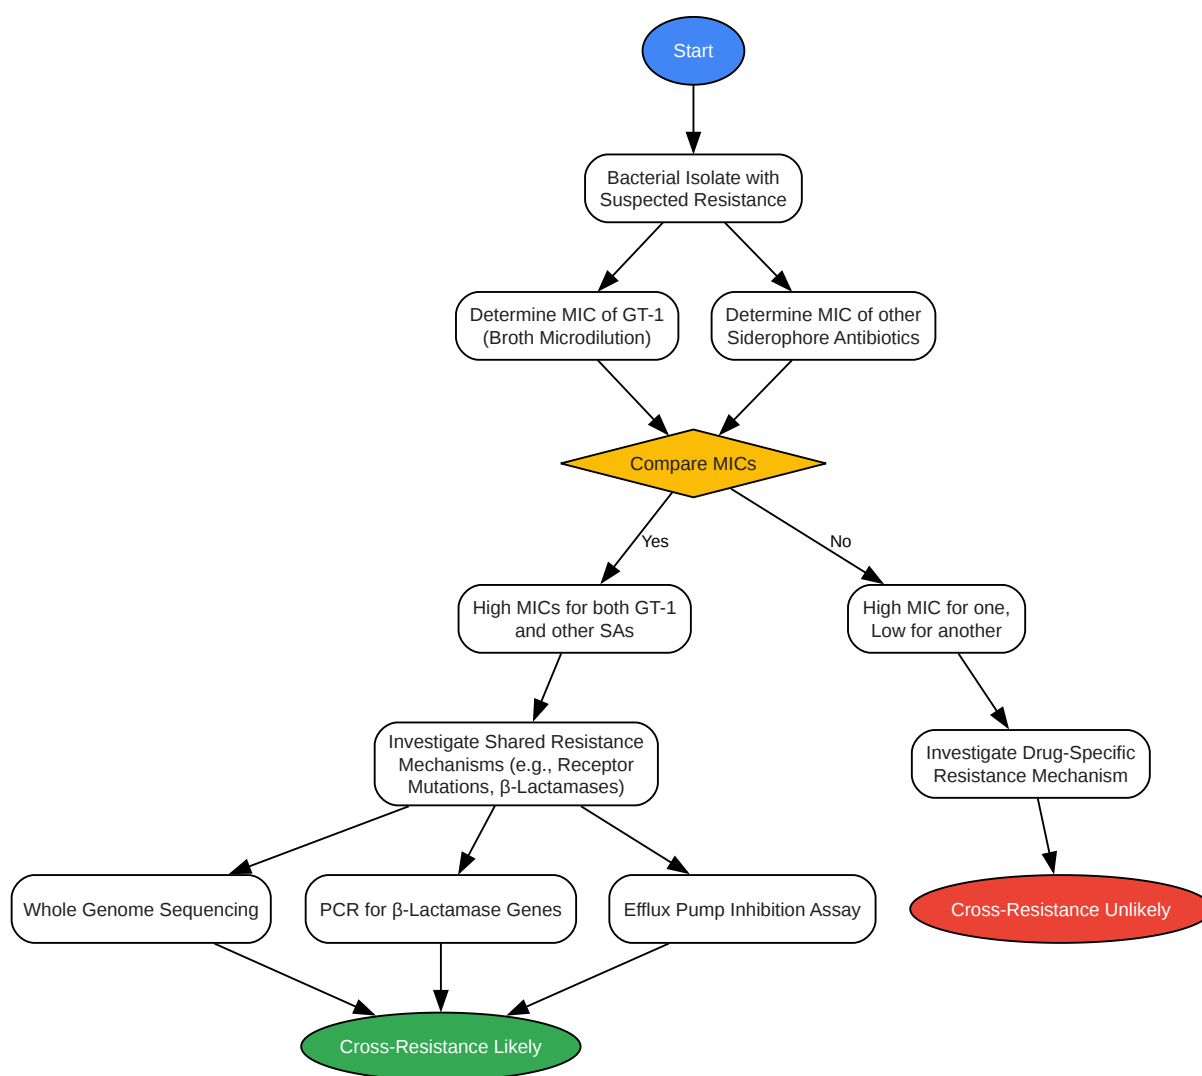 Start
Bacterial Isolate with
Suspected Resistance
Determine MIC of GT-1
(Broth Microdilution)
Determine MIC of other
Siderophore Antibiotics
Compare MICs
Yes
No
High MICs for both GT-1
and other SAs
High MIC for one,
Low for another
Investigate Shared Resistance
Mechanisms (e.g., Receptor
Mutations, β-Lactamases)
Investigate Drug-Specific
Resistance Mechanism
Whole Genome Sequencing
PCR for β-Lactamase Genes
Efflux Pump Inhibition Assay
Cross-Resistance Unlikely
Cross-Resistance Likely